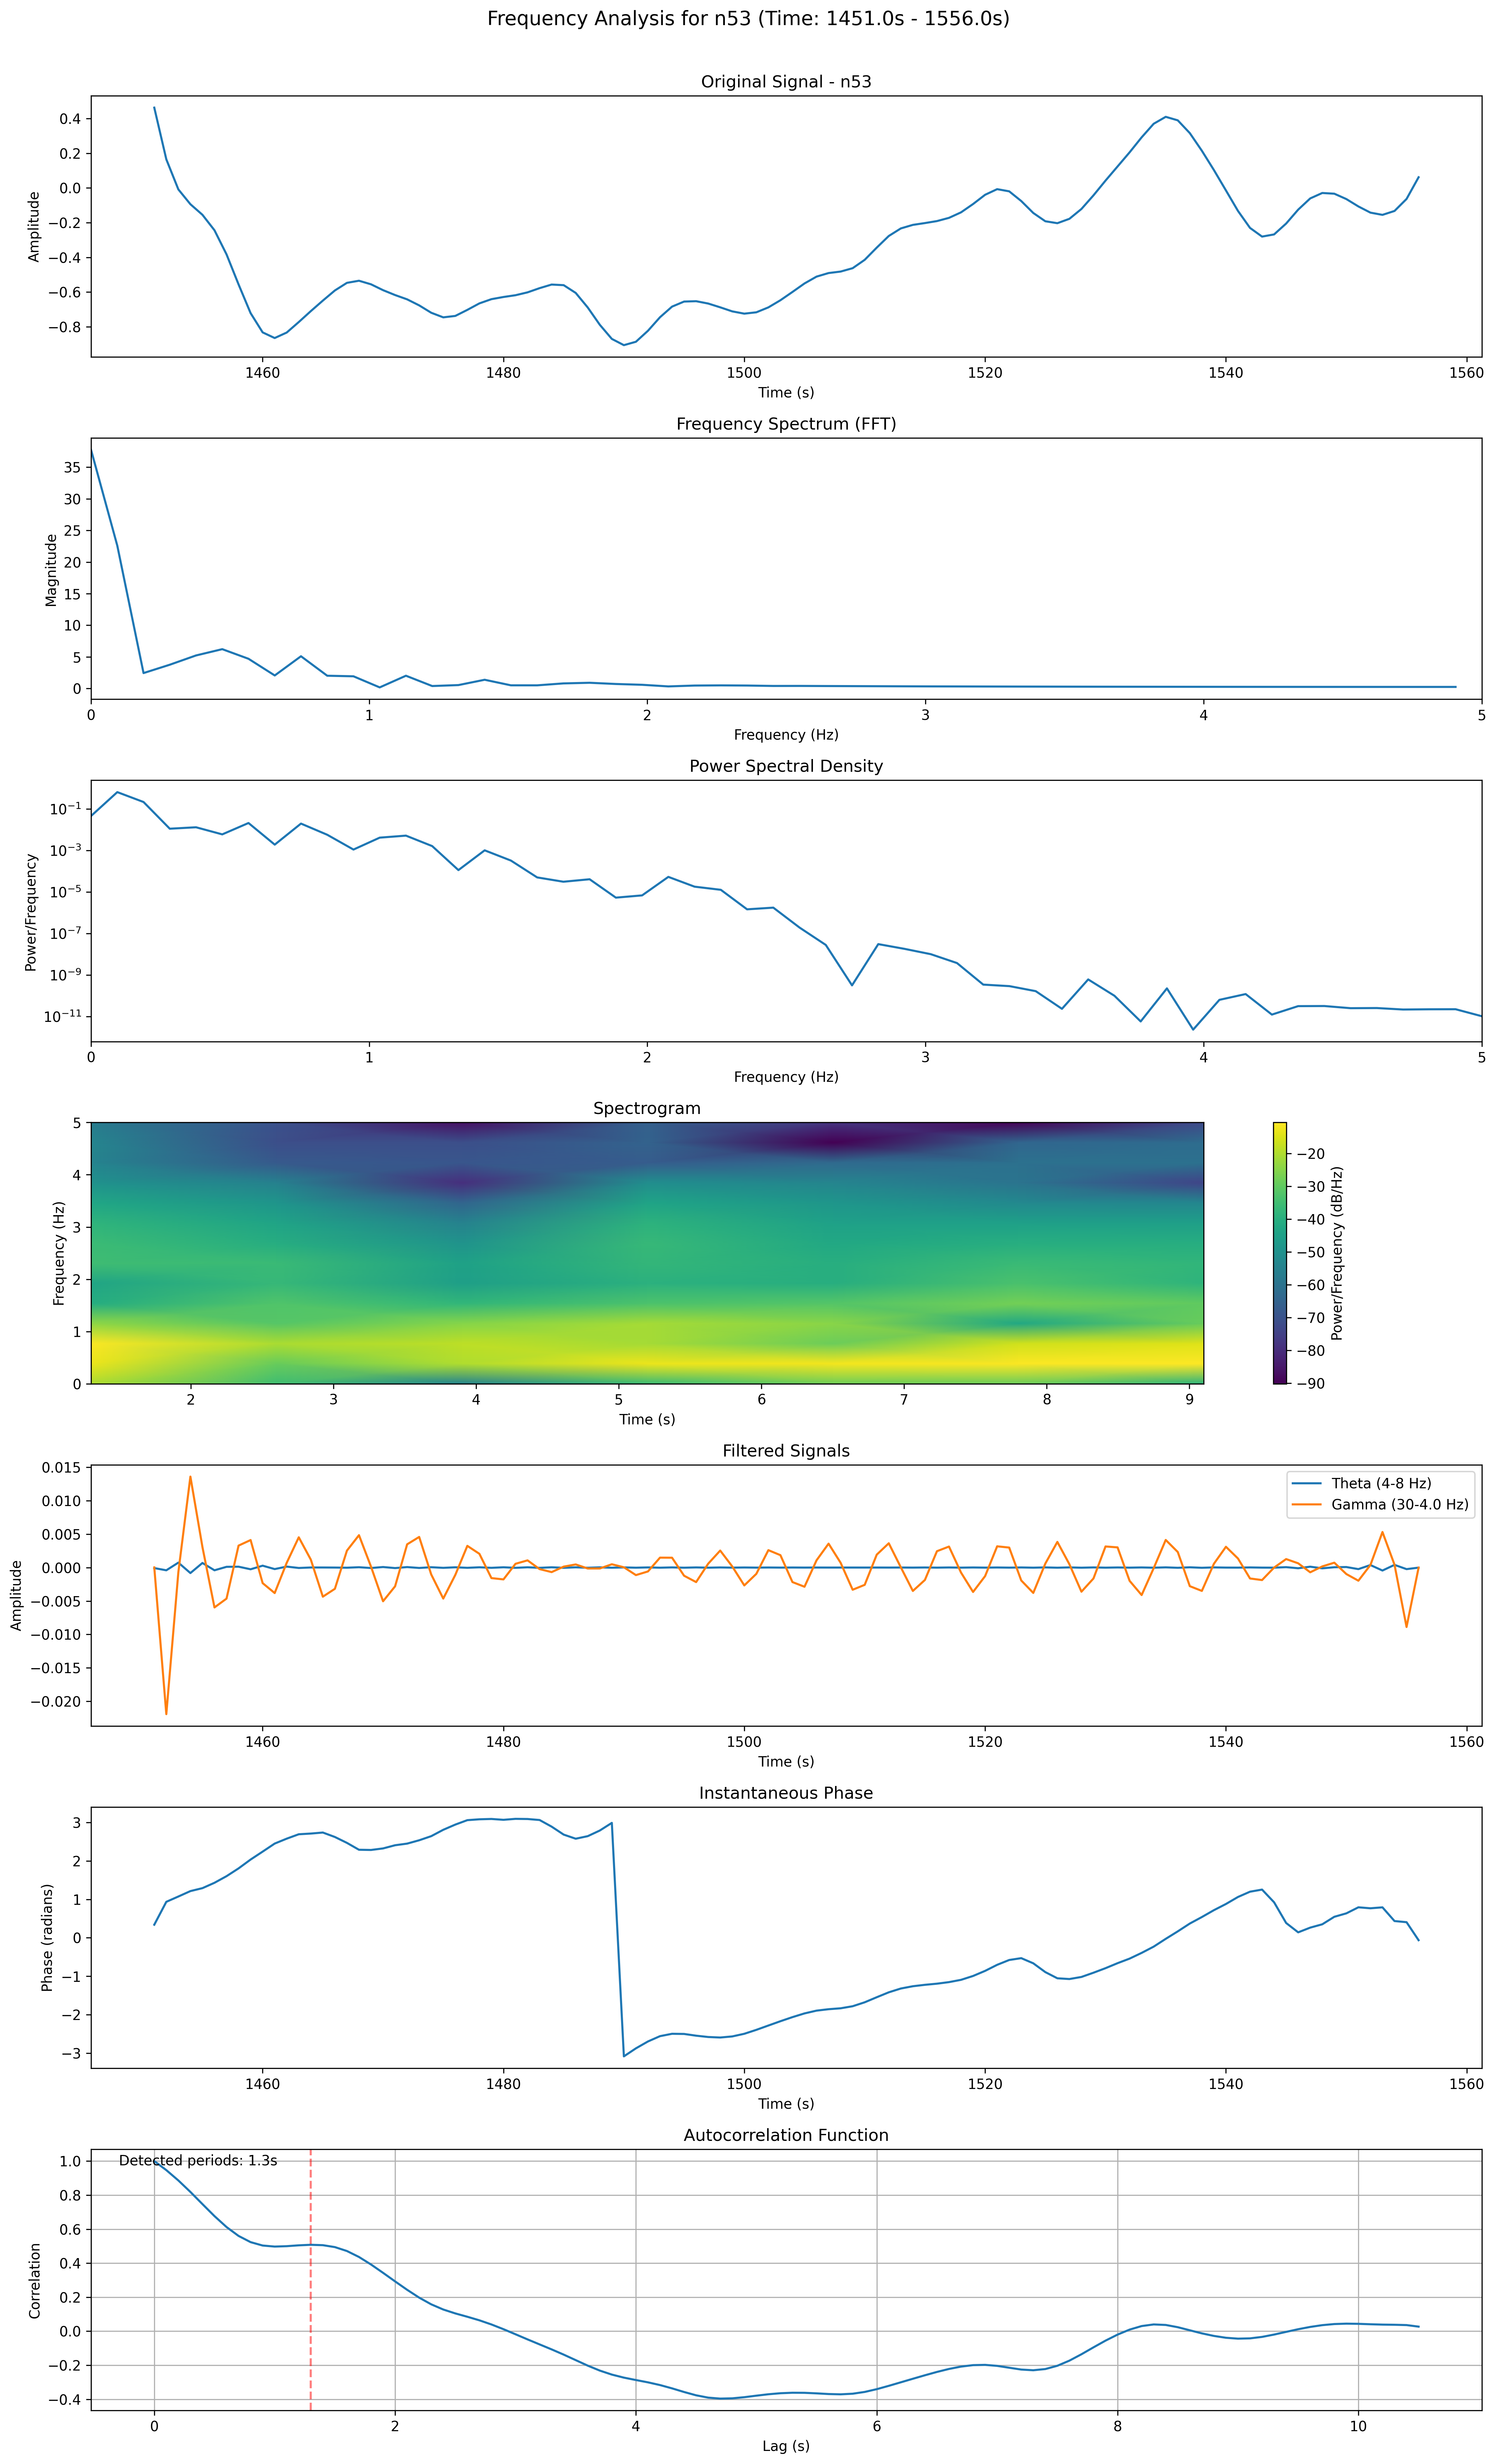 Frequency Analysis for n53 (Time: 1451.0s - 1556.0s)
Original Signal - n53
Amplitude
0.4
0.2
0.0
−0.2
−0.4
−0.6
−0.8
1460 1480 1500 1520 1540 1560
Time (s)
Frequency Spectrum (FFT)
Magnitude
35
30
25
20
15
10
5
0
0 1 2 3 4 5
Frequency (Hz)
Power Spectral Density
Power/Frequency
10⁻¹
10⁻³
10⁻⁵
10⁻⁷
10⁻⁹
10⁻¹¹
0 1 2 3 4 5
Frequency (Hz)
Spectrogram
Frequency (Hz)
5
4
3
2
1
0
2 3 4 5 6 7 8 9
Time (s)
−20
−30
−40
−50
−60
−70
−80
−90
Power/Frequency (dB/Hz)
Filtered Signals
Amplitude
0.015
0.010
0.005
0.000
−0.005
−0.010
−0.015
−0.020
Theta (4-8 Hz)
Gamma (30-4.0 Hz)
1460 1480 1500 1520 1540 1560
Time (s)
Instantaneous Phase
Phase (radians)
3
2
1
0
−1
−2
−3
1460 1480 1500 1520 1540 1560
Time (s)
Autocorrelation Function
Detected periods: 1.3s
Correlation
1.0
0.8
0.6
0.4
0.2
0.0
−0.2
−0.4
0 2 4 6 8 10
Lag (s)